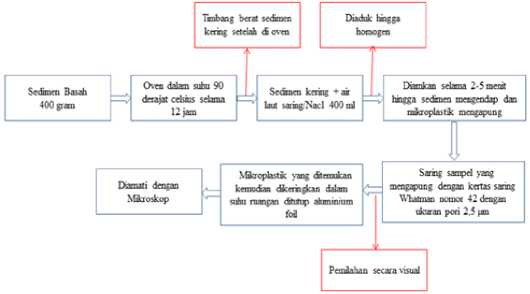 Timbang berat sedimen
kering setelah di oven
Diaduk hingga
homogen
Sedimen Basah
400 gram
Oven dalam suhu 90
derajat celsius selama
12 jam
Sedimen kering + air
laut saring/Nacl 400 ml
Diamkan selama 2-5 menit
hingga sedimen mengendap dan
mikroplastik mengapung
Diamati dengan
Mikroskop
Mikroplastik yang ditemukan
kemudian dikeringkan dalam
suhu ruangan ditutup aluminium
foil
Saring sampel yang
mengapung dengan kertas saring
Whatman nomor 42 dengan
ukuran pori 2,5 μm
Pemilahan secara visual